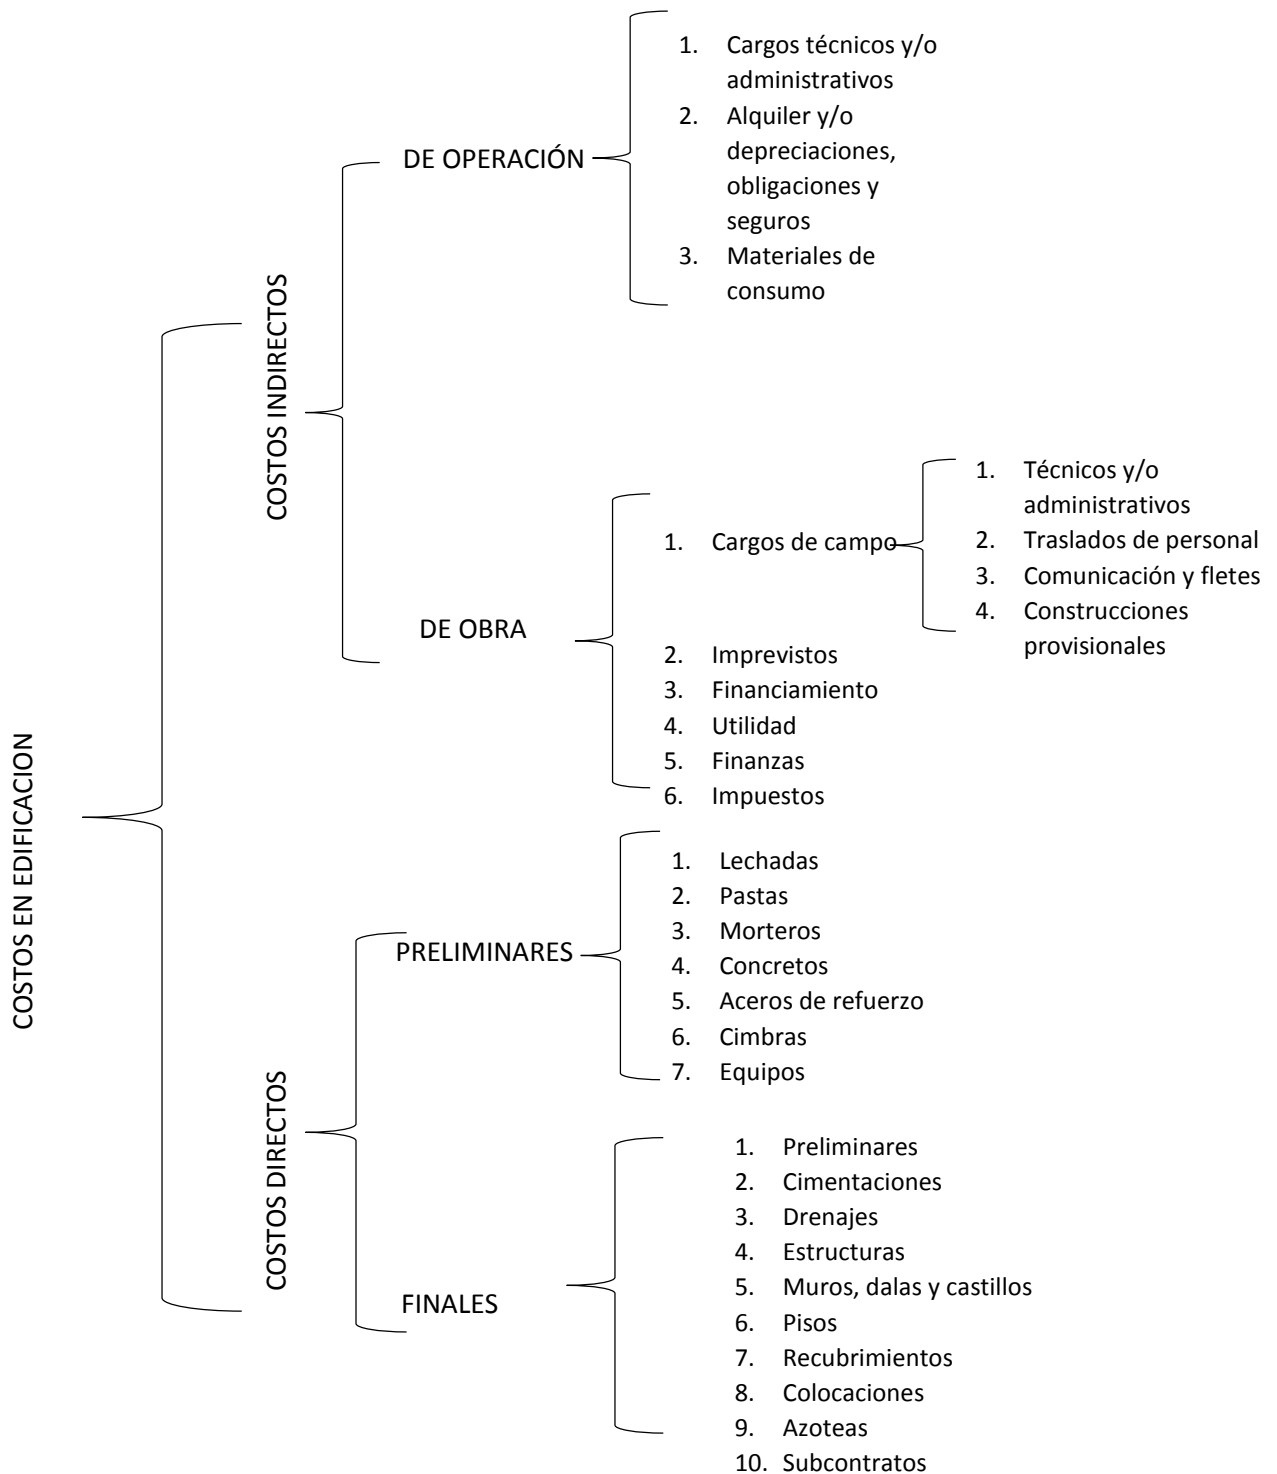 COSTOS EN EDIFICACION
COSTOS INDIRECTOS
DE OPERACIÓN
1. Cargos técnicos y/o
administrativos
2. Alquiler y/o
depreciaciones,
obligaciones y
seguros
3. Materiales de
consumo
DE OBRA
1. Cargos de campo
1. Técnicos y/o
administrativos
2. Traslados de personal
3. Comunicación y fletes
4. Construcciones
provisionales
2. Imprevistos
3. Financiamiento
4. Utilidad
5. Finanzas
6. Impuestos
COSTOS DIRECTOS
PRELIMINARES
1. Lechadas
2. Pastas
3. Morteros
4. Concretos
5. Aceros de refuerzo
6. Cimbras
7. Equipos
FINALES
1. Preliminares
2. Cimentaciones
3. Drenajes
4. Estructuras
5. Muros, dalas y castillos
6. Pisos
7. Recubrimientos
8. Colocaciones
9. Azoteas
10. Subcontratos